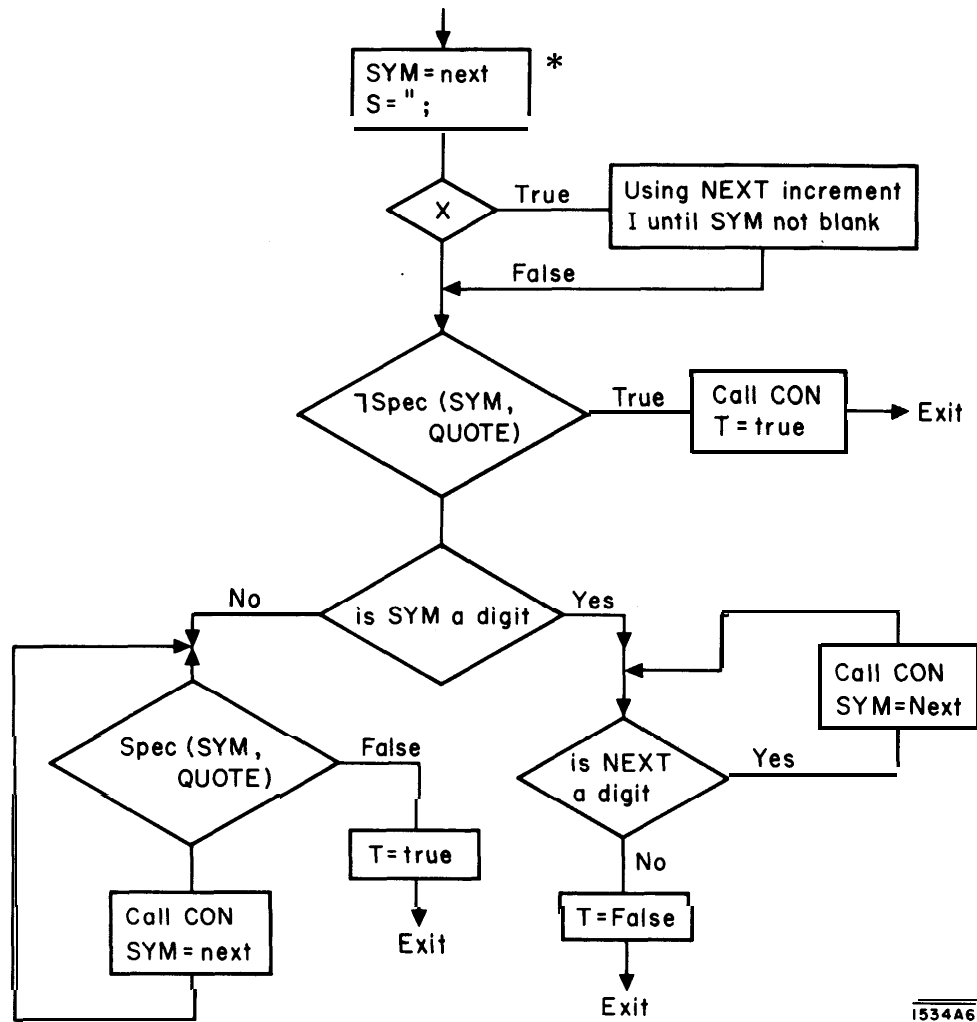 SYM=next
S=";
*
X
True
Using NEXT increment
I until SYM not blank
False
⅂Spec (SYM,
QUOTE)
True
Call CON
T=true
Exit
is SYM a digit
No
Yes
Call CON
SYM=Next
Spec (SYM,
QUOTE)
False
is NEXT
a digit
Yes
T=true
No
Call CON
SYM=next
Exit
T=False
Exit
1534A6